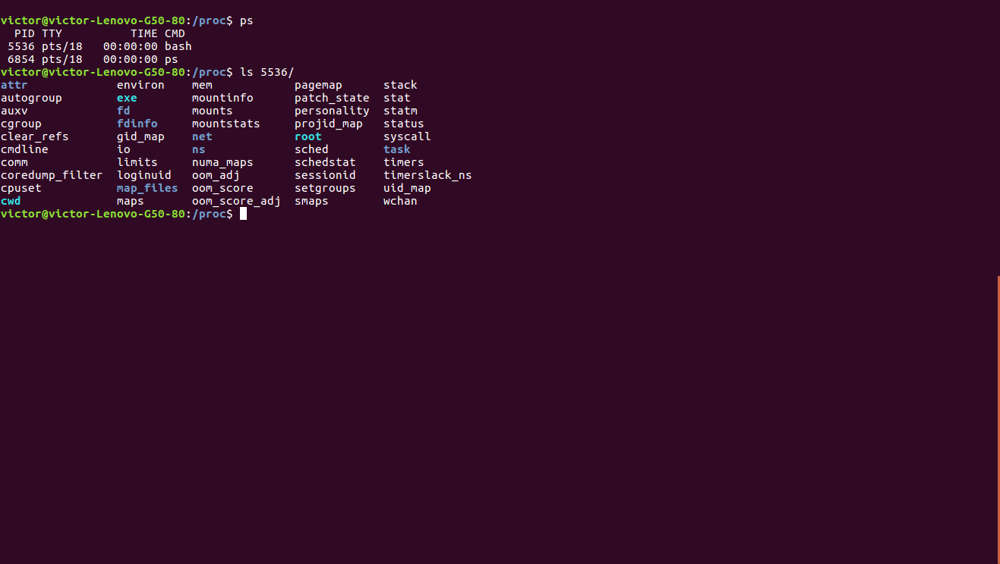 victor@victor-Lenovo-G50-80:/proc$ ps
  PID TTY          TIME CMD
 5536 pts/18   00:00:00 bash
 6854 pts/18   00:00:00 ps
victor@victor-Lenovo-G50-80:/proc$ ls 5536/
attr             environ    mem           pagemap      stack
autogroup        exe        mountinfo     patch_state  stat
auxv             fd         mounts        personality  statm
cgroup           fdinfo     mountstats    projid_map   status
clear_refs       gid_map    net           root         syscall
cmdline          io         ns            sched        task
comm             limits     numa_maps     schedstat    timers
coredump_filter  loginuid   oom_adj       sessionid    timerslack_ns
cpuset           map_files  oom_score     setgroups    uid_map
cwd              maps       oom_score_adj  smaps        wchan
victor@victor-Lenovo-G50-80:/proc$